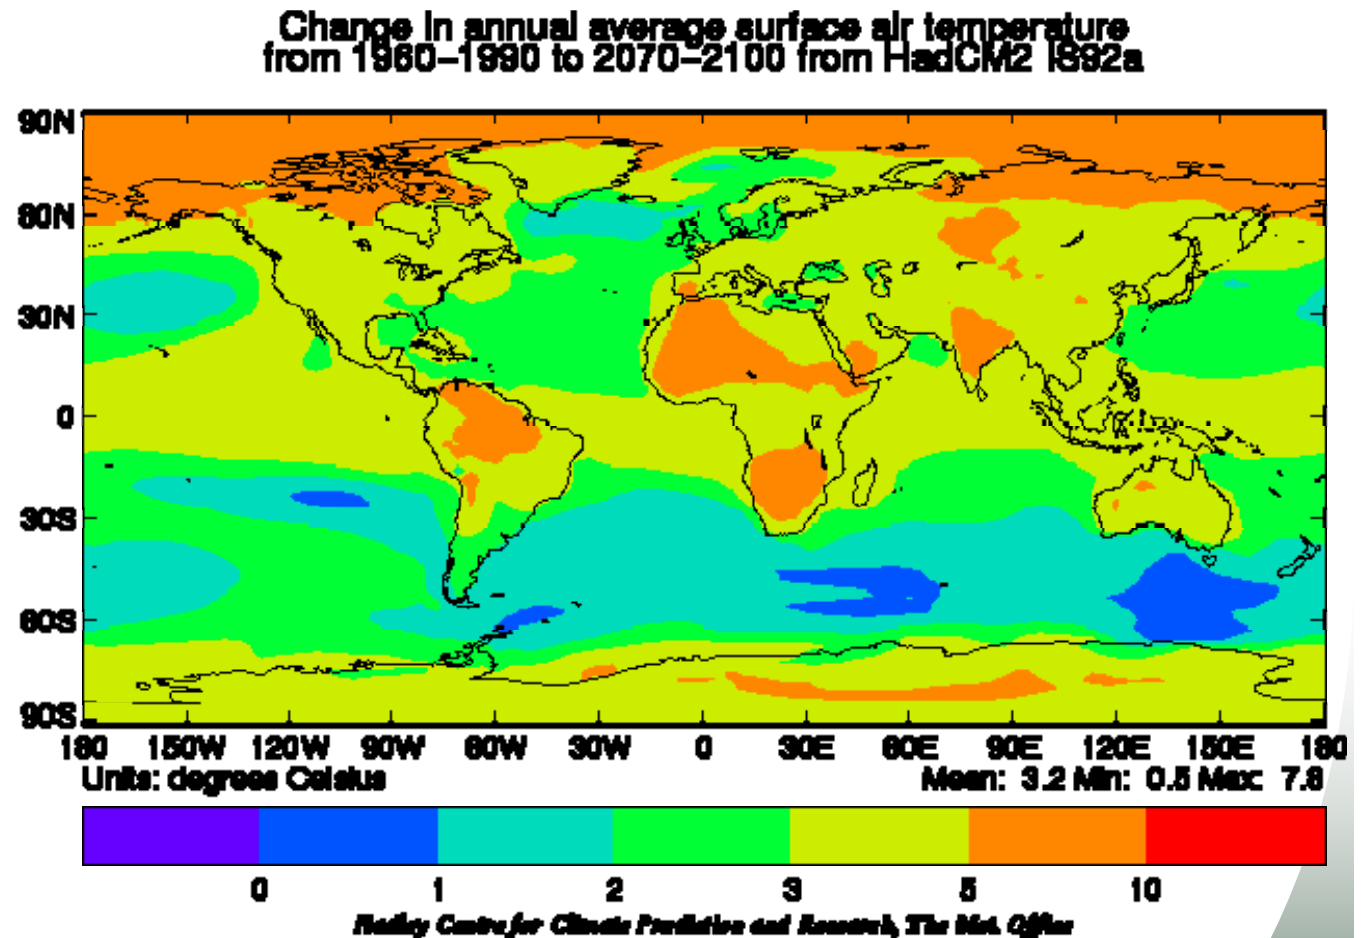 Change in annual average surface air temperature
from 1960-1990 to 2070-2100 from HadCM2 IS92a
90N
60N
30N
0
30S
60S
90S
180 150W 120W 90W 60W 30W 0 30E 60E 90E 120E 150E 180
Units: degrees Celsius Mean: 3.2 Min: 0.5 Max: 7.8
0 1 2 3 5 10
Hadley Centre for Climate Prediction and Research, The Met. Office